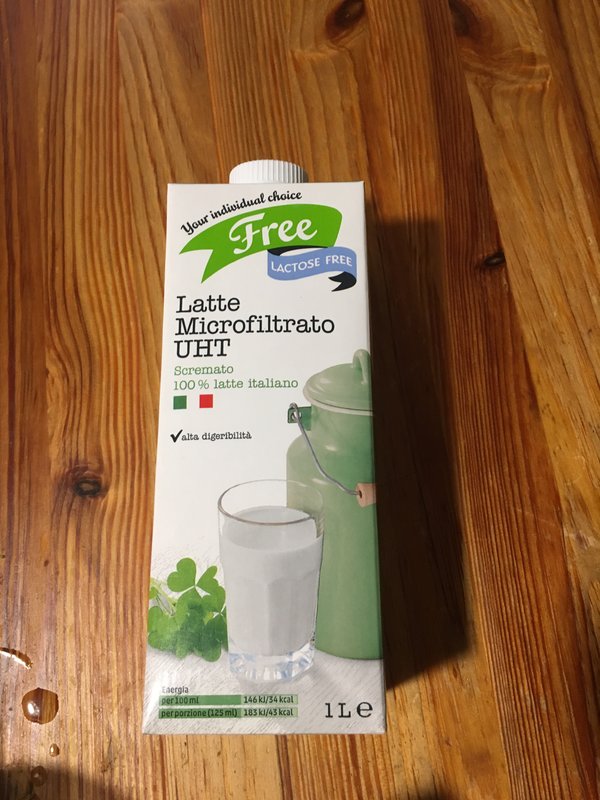 Your individual choice
Free
LACTOSE FREE
Latte
Microfiltrato
UHT
Scremato
100% latte italiano
alta digeribilità
Energia
per 100 ml 146 kJ/34 kcal
per porzione (125 ml) 183 kJ/43 kcal
1L e